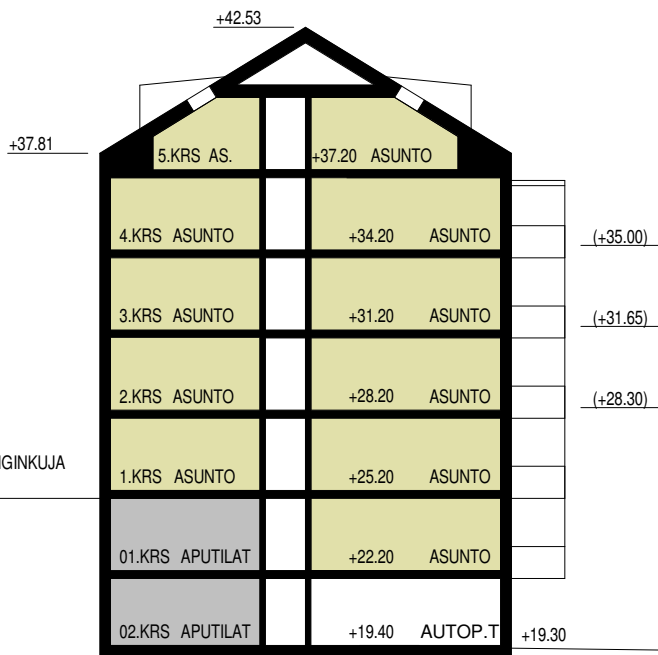 +42.53
+37.81
5.KRS AS. +37.20 ASUNTO
4.KRS ASUNTO +34.20 ASUNTO (+35.00)
3.KRS ASUNTO +31.20 ASUNTO (+31.65)
2.KRS ASUNTO +28.20 ASUNTO (+28.30)
GINKUJA
1.KRS ASUNTO +25.20 ASUNTO
01.KRS APUTILAT +22.20 ASUNTO
02.KRS APUTILAT +19.40 AUTOP.T +19.30